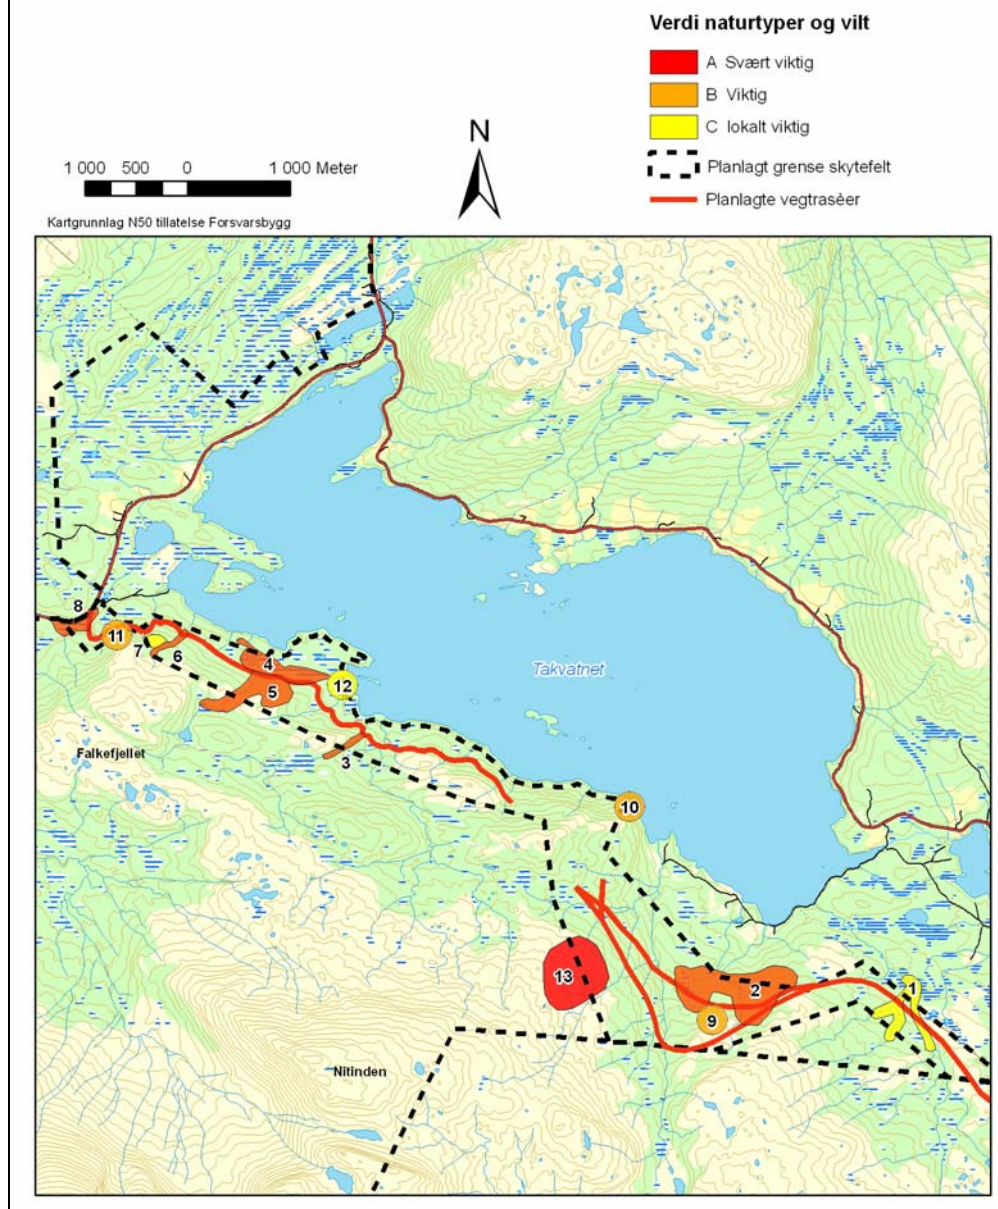 Verdi naturtyper og vilt
A Svært viktig
B Viktig
C lokalt viktig
Planlagt grense skytefelt
Planlagte vegtrasèer
N
1 000 500 0 1 000 Meter
Kartgrunnlag N50 tillatelse Forsvarsbygg
8
11
7
6
4
5
12
Takvatnet
3
Falkefjellet
10
13
2
1
9
Nitinden